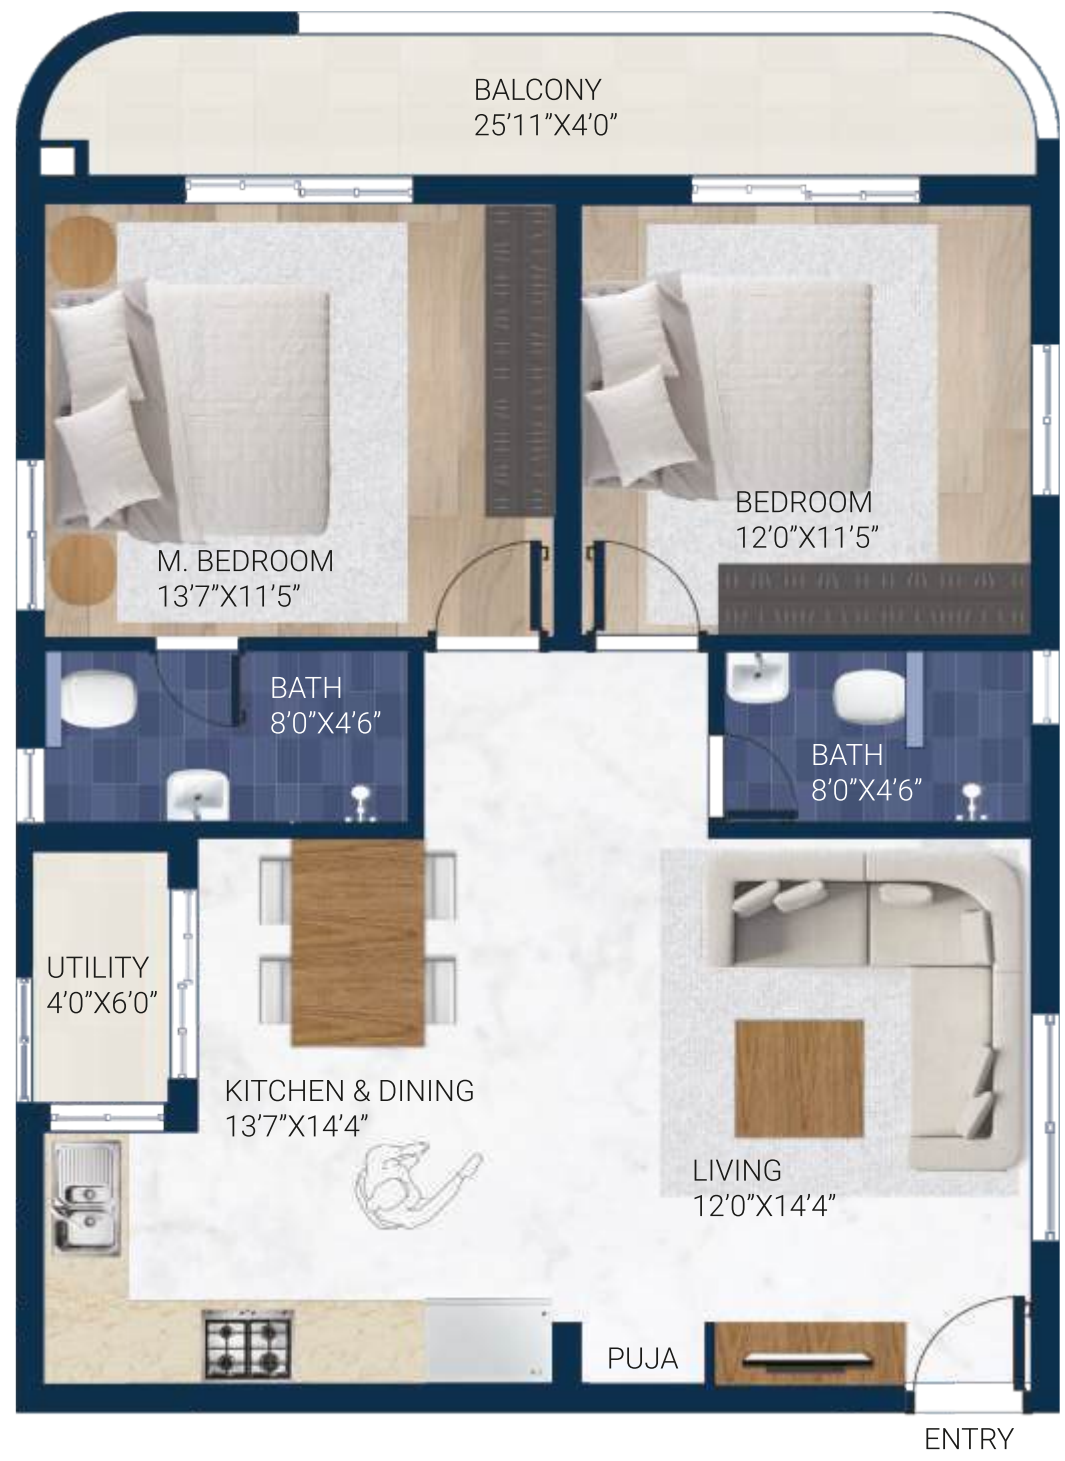 BALCONY
25'11”X4'0”
BEDROOM
12'0”X11'5”
M. BEDROOM
13'7”X11'5”
BATH
8'0”X4'6”
BATH
8'0”X4'6”
UTILITY
4'0”X6'0”
KITCHEN & DINING
13'7”X14'4”
LIVING
12'0”X14'4”
PUJA
ENTRY